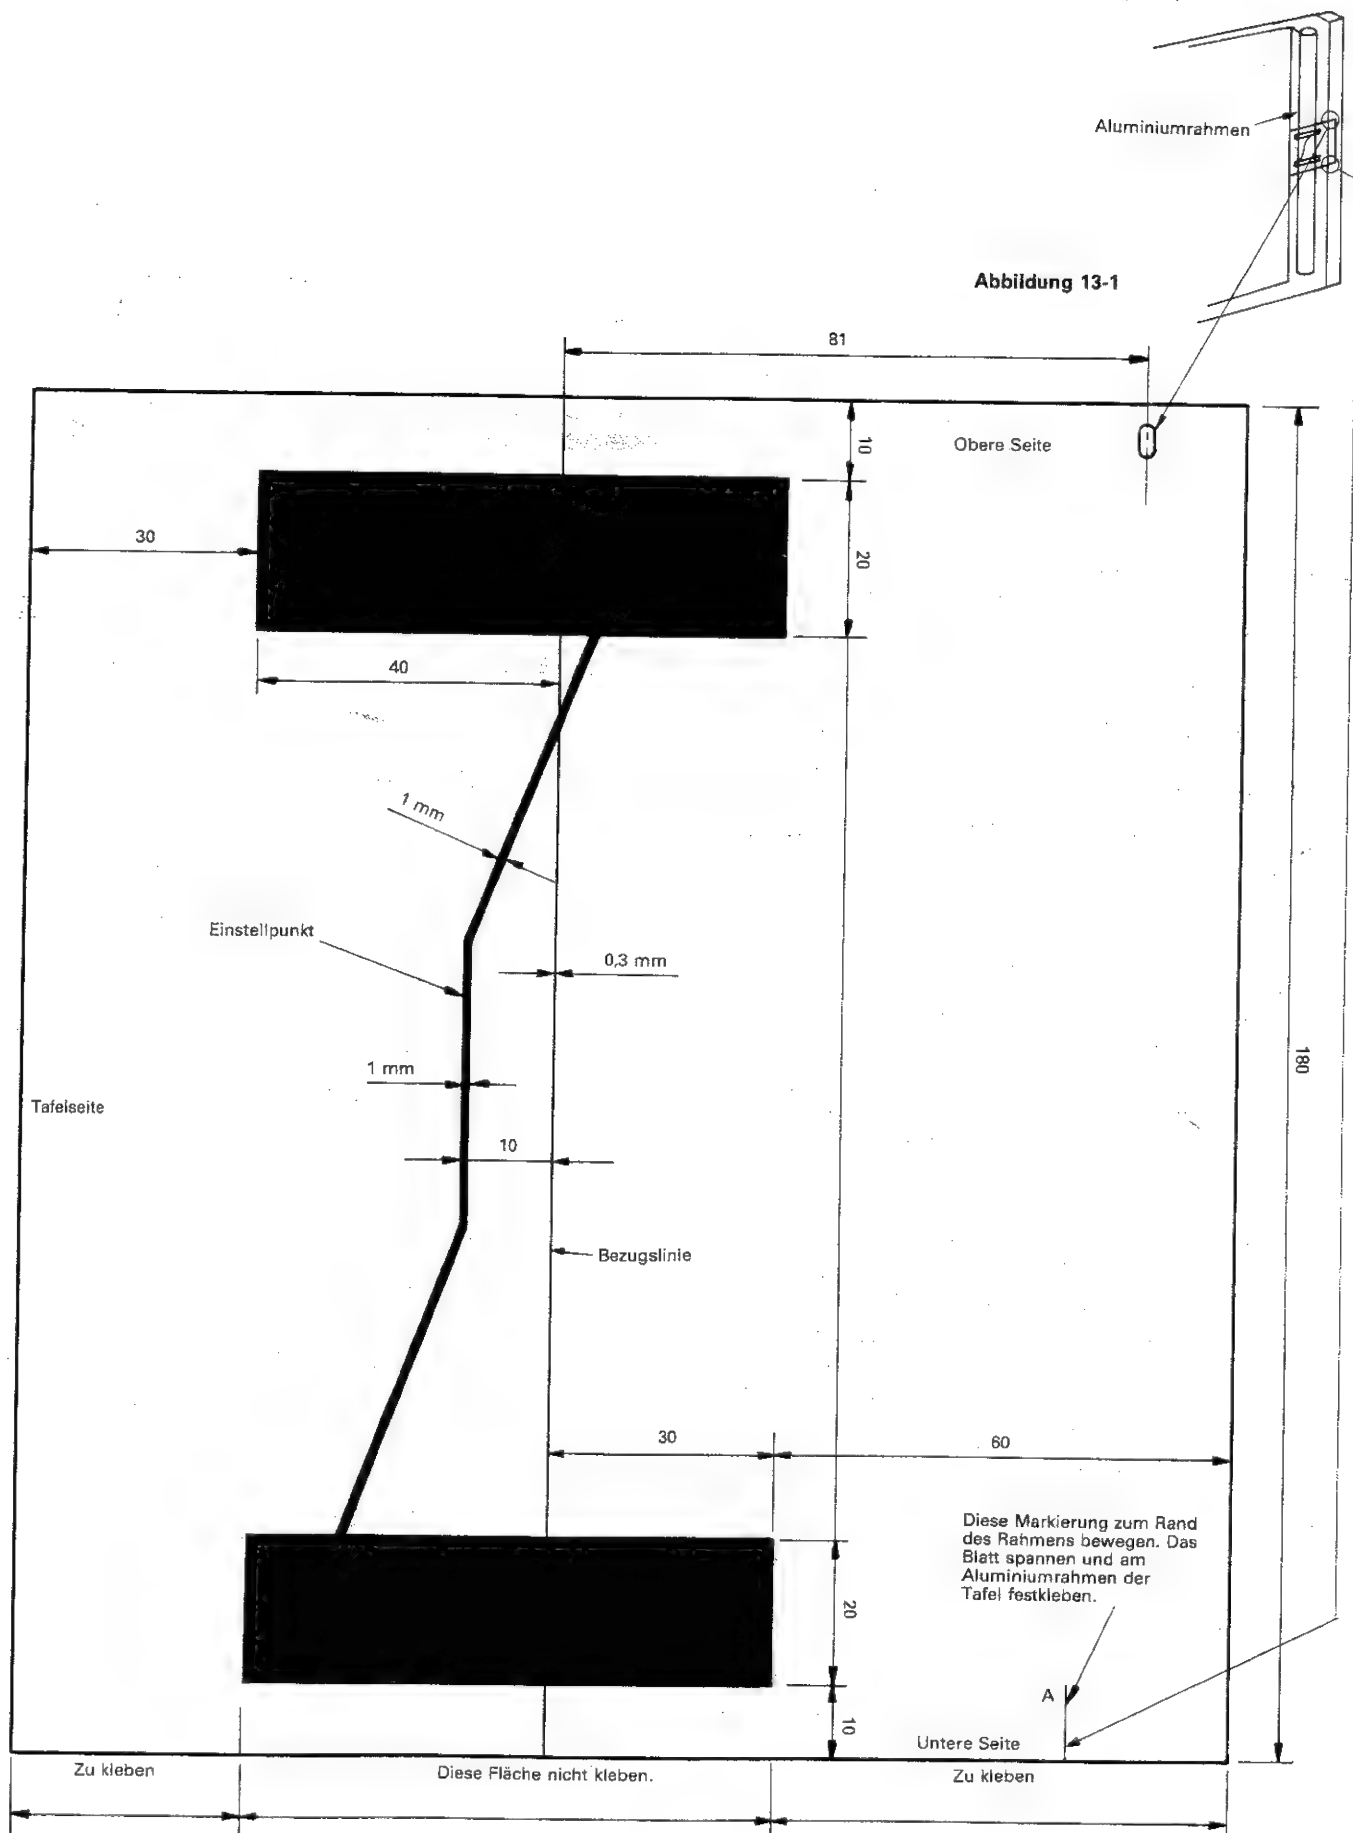 Aluminiumrahmen
Abbildung 13-1
81
10
Obere Seite
30
20
40
1 mm
Einstellpunkt
0,3 mm
180
1 mm
Tafelseite
10
Bezugslinie
30
60
Diese Markierung zum Rand
des Rahmens bewegen. Das
Blatt spannen und am
Aluminiumrahmen der
Tafel festkleben.
20
A
10
Untere Seite
Zu kleben
Diese Fläche nicht kleben.
Zu kleben